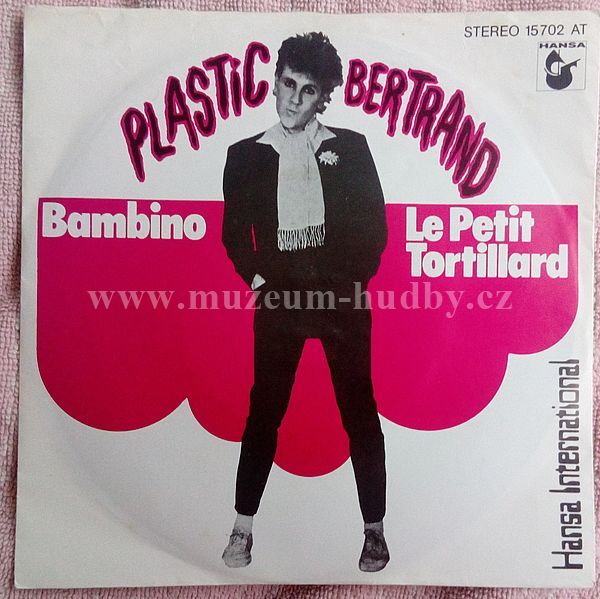 STEREO 15702 AT
HANSA
PLASTIC BERTRAND
Bambino
Le Petit
Tortillard
www.muzeum-hudby.cz
Hansa International